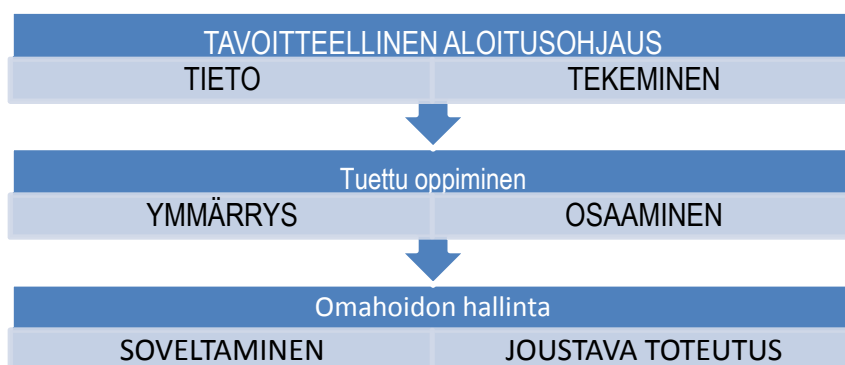 TAVOITTEELLINEN ALOITUSOHJAUS
TIETO TEKEMINEN
Tuettu oppiminen
YMMÄRRYS OSAAMINEN
Omahoidon hallinta
SOVELTAMINEN JOUSTAVA TOTEUTUS